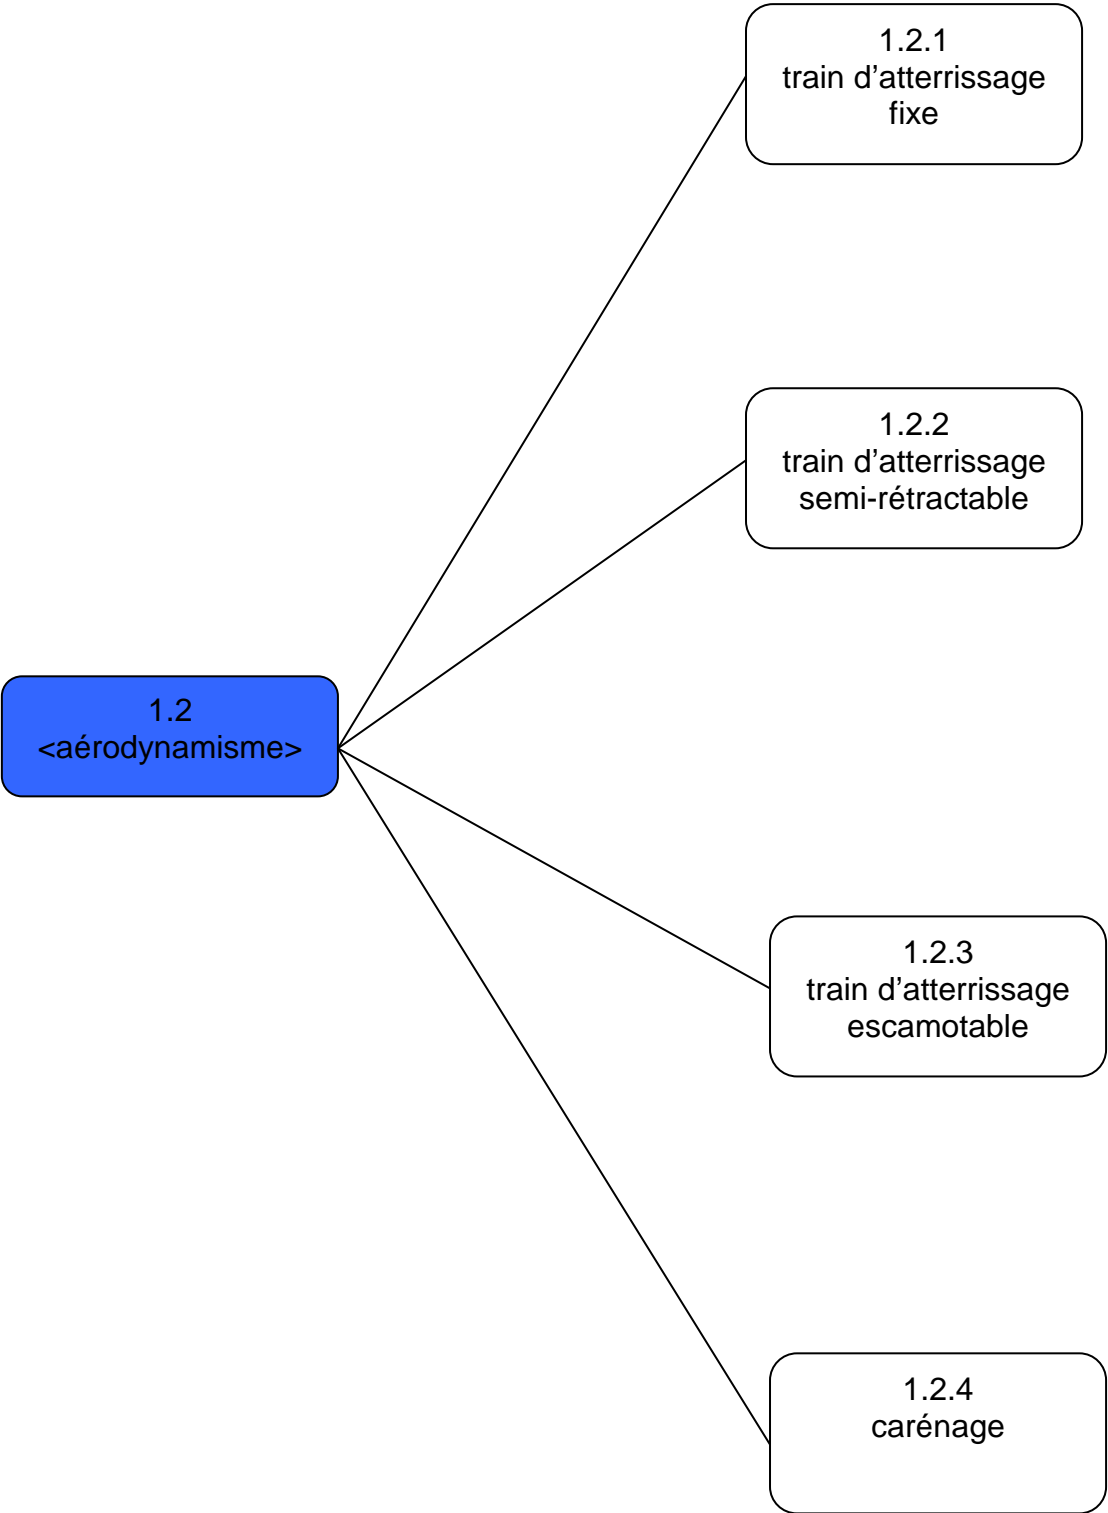 1.2.1
train d’atterrissage
fixe
1.2.2
train d’atterrissage
semi-rétractable
1.2
<aérodynamisme>
1.2.3
train d’atterrissage
escamotable
1.2.4
carénage